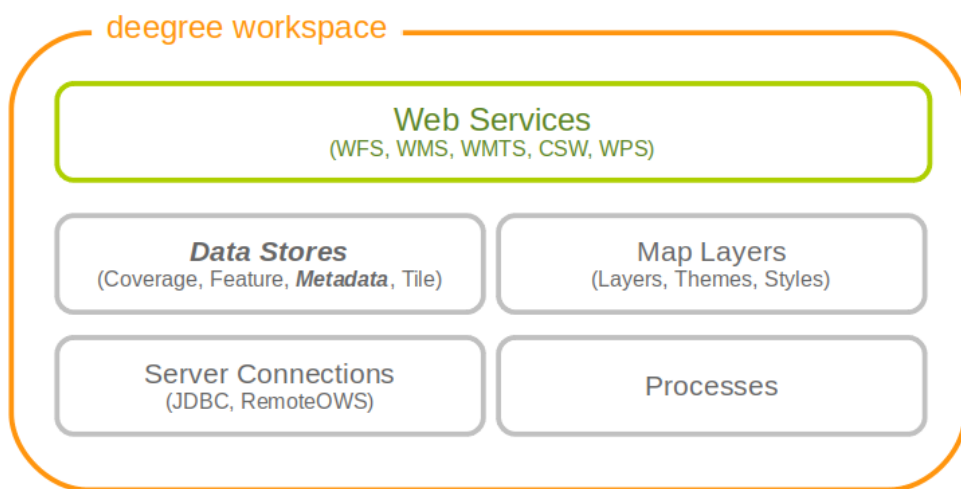 deegree workspace
Web Services
(WFS, WMS, WMTS, CSW, WPS)
Data Stores
(Coverage, Feature, Metadata, Tile)
Map Layers
(Layers, Themes, Styles)
Server Connections
(JDBC, RemoteOWS)
Processes